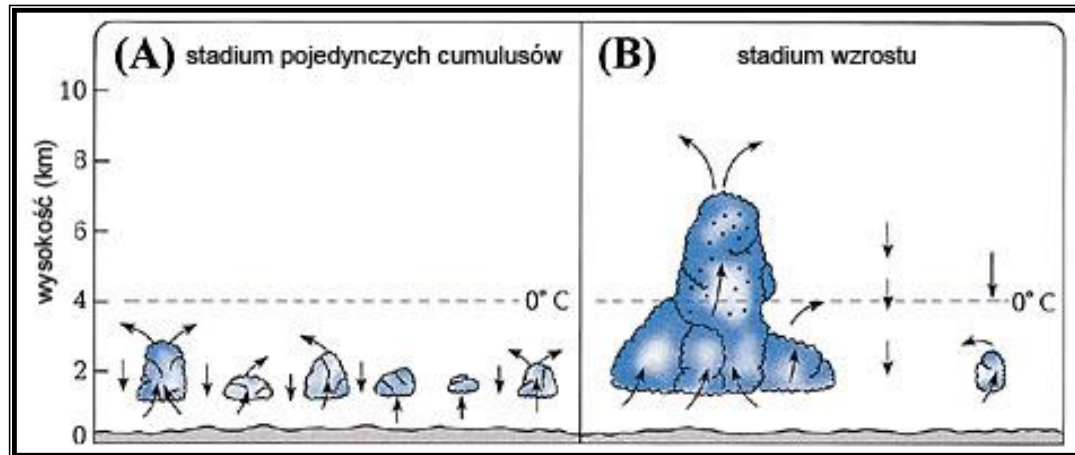 (A) stadium pojedynczych cumulusów
(B) stadium wzrostu
wysokość (km)
10
8
6
4
2
0
0° C
0° C